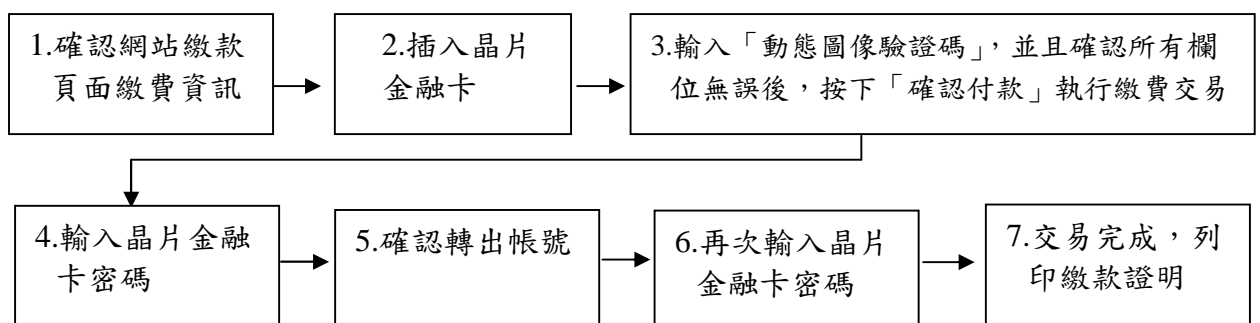 1.確認網站繳款
頁面繳費資訊
2.插入晶片
金融卡
3.輸入「動態圖像驗證碼」，並且確認所有欄
位無誤後，按下「確認付款」執行繳費交易
4.輸入晶片金融
卡密碼
5.確認轉出帳號
6.再次輸入晶片
金融卡密碼
7.交易完成，列
印繳款證明